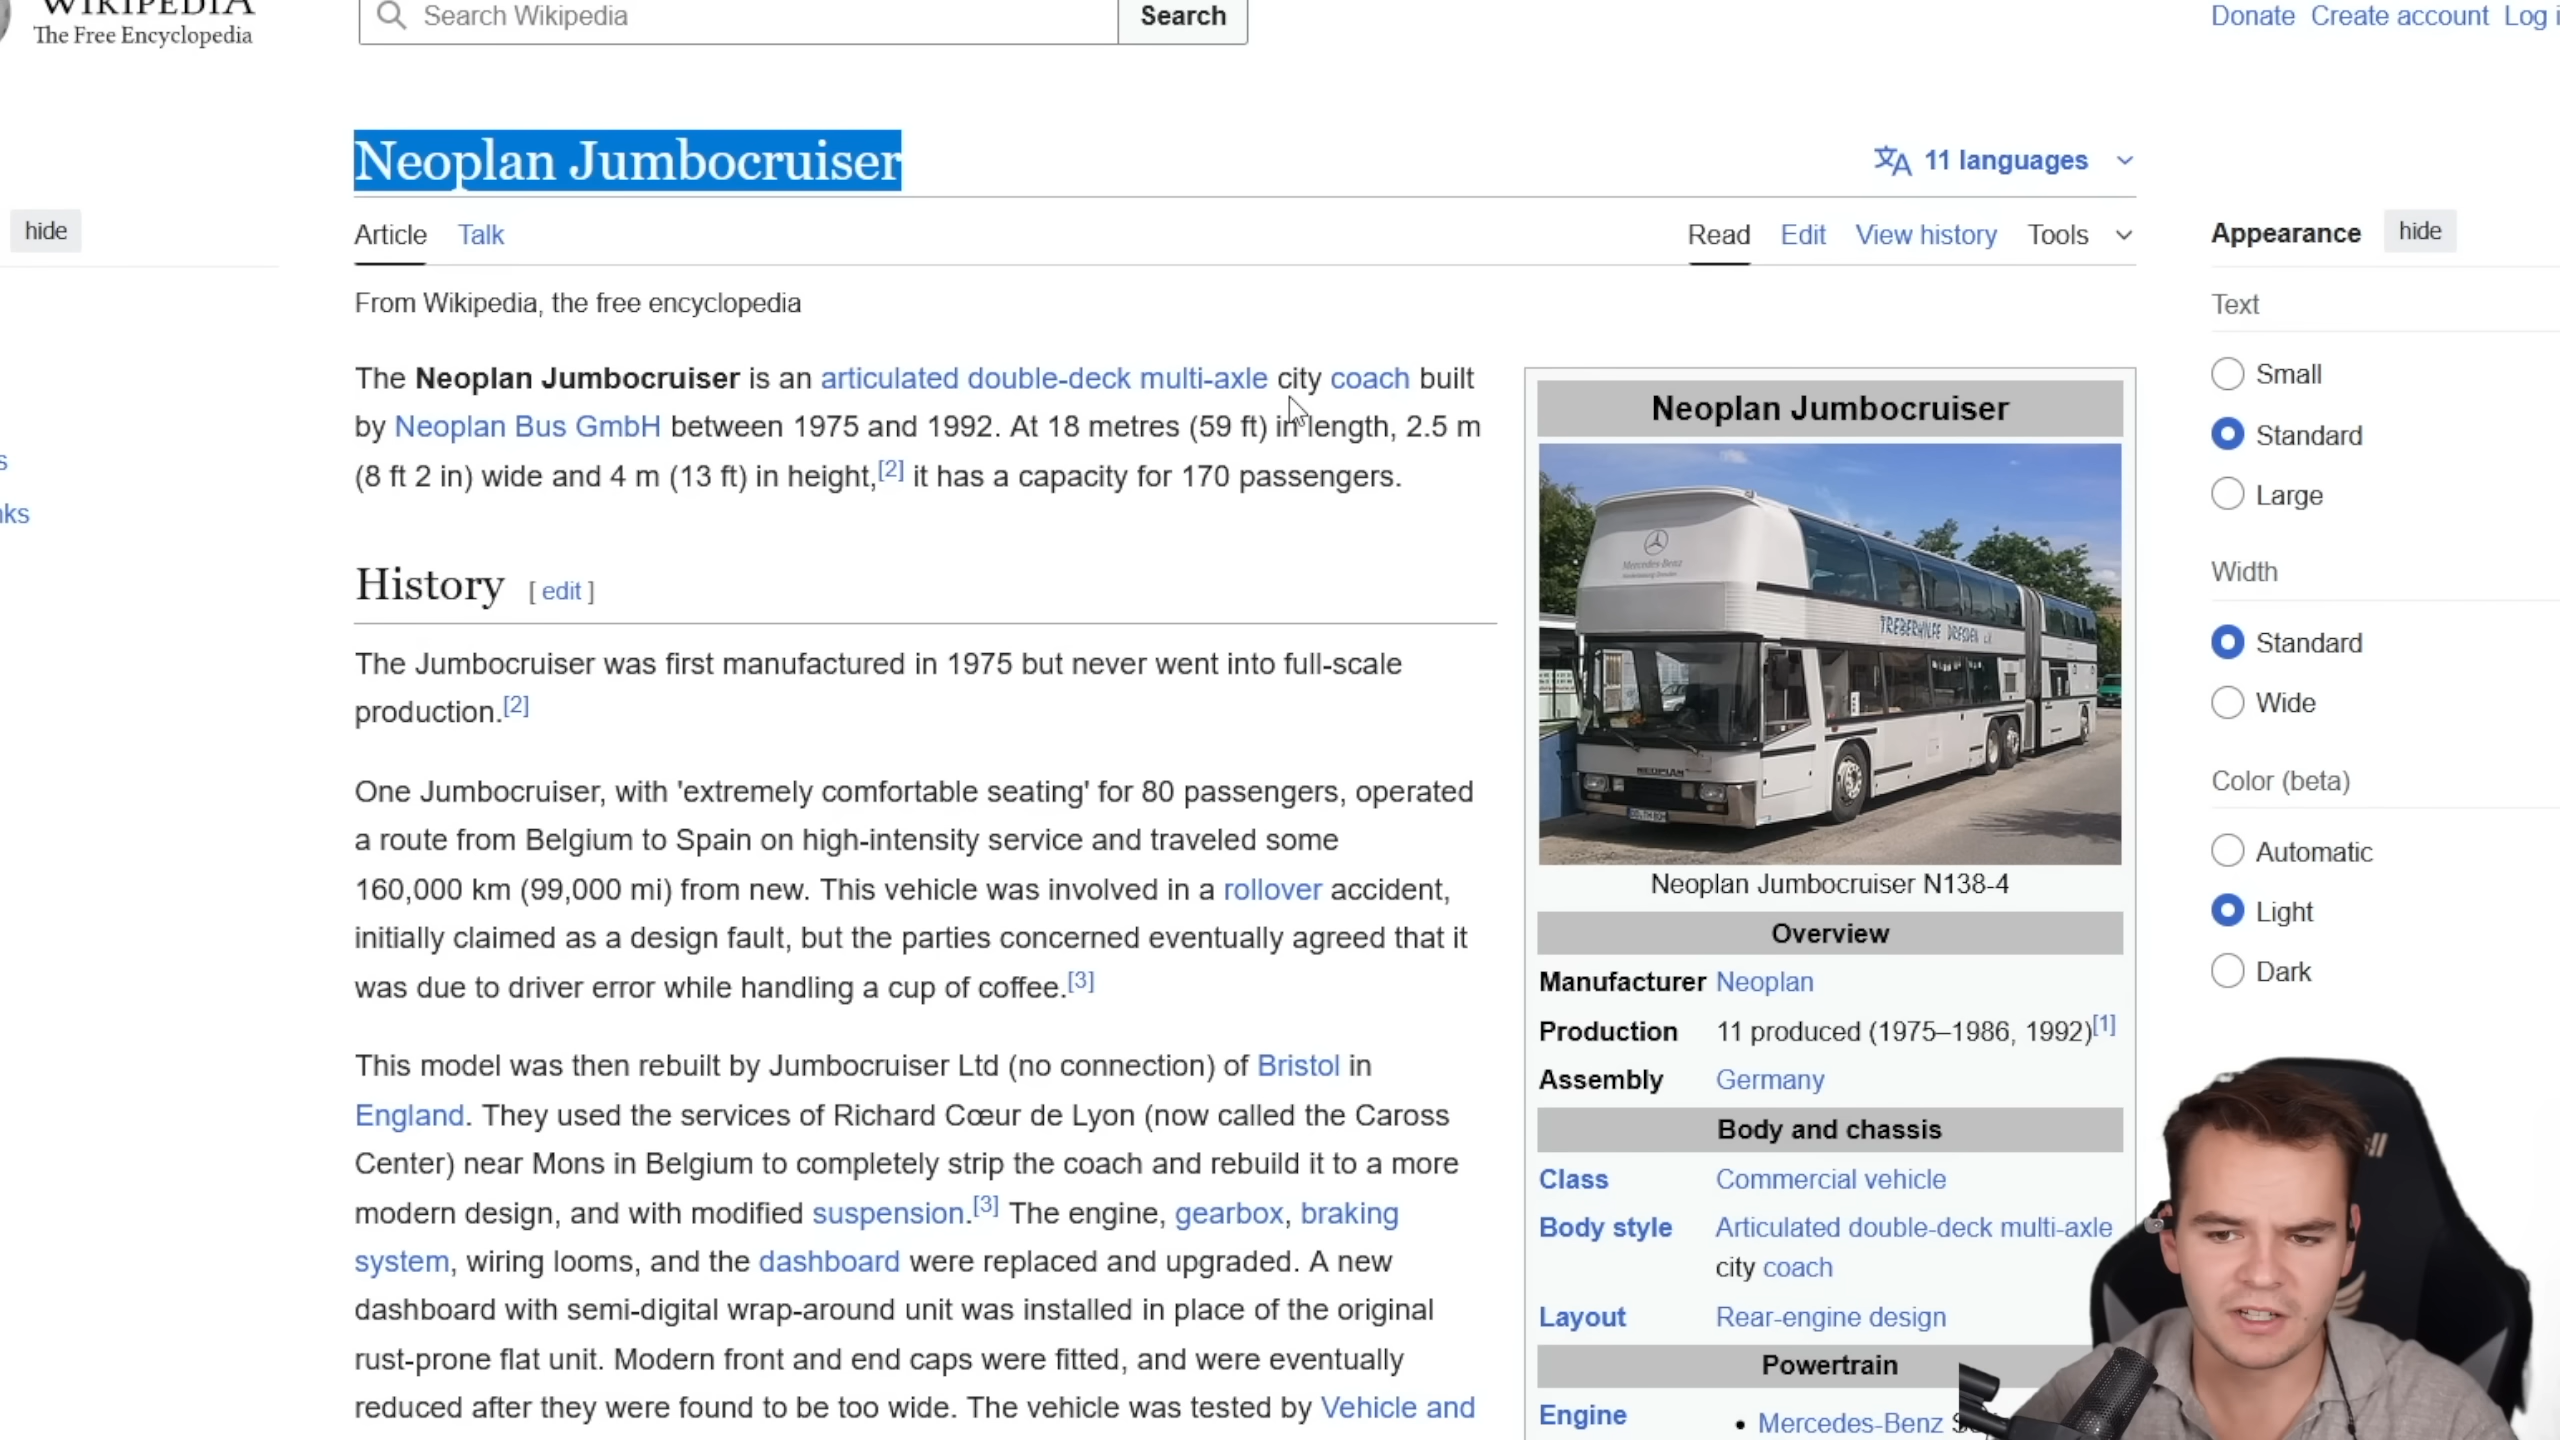 WIKIPEDIA
The Free Encyclopedia
Search Wikipedia
Search
Donate Create account Log i
Neoplan Jumbocruiser
11 languages
hide
Article Talk
Read Edit View history Tools
Appearance hide
From Wikipedia, the free encyclopedia
Text
Small
Standard
Large
Width
Standard
Wide
Color (beta)
Automatic
Light
Dark
s
nks
The Neoplan Jumbocruiser is an articulated double-deck multi-axle city coach built
by Neoplan Bus GmbH between 1975 and 1992. At 18 metres (59 ft) in length, 2.5 m
(8 ft 2 in) wide and 4 m (13 ft) in height,[2] it has a capacity for 170 passengers.
History [ edit ]
The Jumbocruiser was first manufactured in 1975 but never went into full-scale
production.[2]
One Jumbocruiser, with 'extremely comfortable seating' for 80 passengers, operated
a route from Belgium to Spain on high-intensity service and traveled some
160,000 km (99,000 mi) from new. This vehicle was involved in a rollover accident,
initially claimed as a design fault, but the parties concerned eventually agreed that it
was due to driver error while handling a cup of coffee.[3]
This model was then rebuilt by Jumbocruiser Ltd (no connection) of Bristol in
England. They used the services of Richard Cœur de Lyon (now called the Caross
Center) near Mons in Belgium to completely strip the coach and rebuild it to a more
modern design, and with modified suspension.[3] The engine, gearbox, braking
system, wiring looms, and the dashboard were replaced and upgraded. A new
dashboard with semi-digital wrap-around unit was installed in place of the original
rust-prone flat unit. Modern front and end caps were fitted, and were eventually
reduced after they were found to be too wide. The vehicle was tested by Vehicle and
Neoplan Jumbocruiser
Mercedes-Benz
TREBERHILFE DRESDEN e.V.
NEOPLAN
Neoplan Jumbocruiser N138-4
Overview
Manufacturer Neoplan
Production 11 produced (1975–1986, 1992)[1]
Assembly Germany
Body and chassis
Class Commercial vehicle
Body style Articulated double-deck multi-axle
city coach
Layout Rear-engine design
Powertrain
Engine • Mercedes-Benz